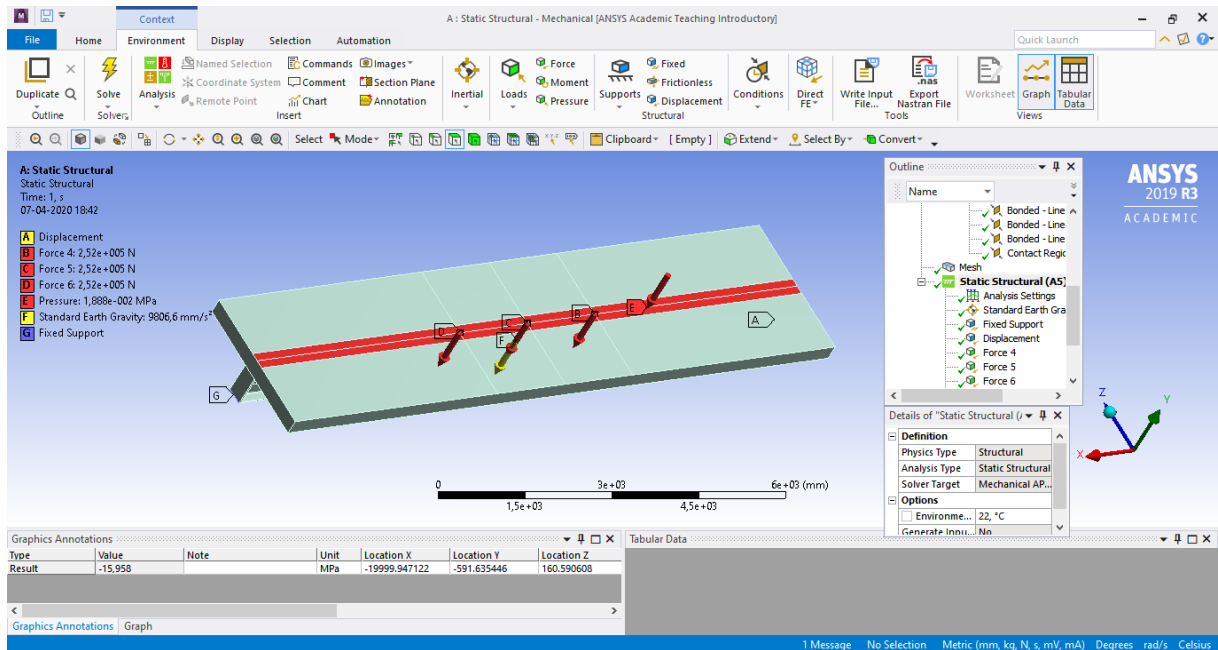 Context
A : Static Structural - Mechanical [ANSYS Academic Teaching Introductory]
File Home Environment Display Selection Automation
Quick Launch
Duplicate
Outline
Solve
Solvers
Analysis
Named Selection
Coordinate System
Remote Point
Commands
Comment
Chart
Images
Section Plane
Annotation
Insert
Inertial
Loads
Force
Moment
Pressure
Supports
Fixed
Frictionless
Displacement
Structural
Conditions
Direct
FE
Write Input
File...
Export
Nastran File
.nas
Tools
Worksheet
Graph
Tabular
Data
Views
Select Mode Clipboard [ Empty ] Extend Select By Convert
A: Static Structural
Static Structural
Time: 1, s
07-04-2020 18:42
A Displacement
B Force 4: 2,52e+005 N
C Force 5: 2,52e+005 N
D Force 6: 2,52e+005 N
E Pressure: 1,888e-002 MPa
F Standard Earth Gravity: 9806,6 mm/s²
G Fixed Support
D
C
F
B
E
A
G
0 3e+03 6e+03 (mm)
1,5e+03 4,5e+03
ANSYS
2019 R3
ACADEMIC
Z
Y
X
Outline
Name
Bonded - Line
Bonded - Line
Bonded - Line
Contact Regic
Mesh
Static Structural (A5)
Analysis Settings
Standard Earth Gra
Fixed Support
Displacement
Force 4
Force 5
Force 6
Details of "Static Structural (
Definition
Physics Type Structural
Analysis Type Static Structural
Solver Target Mechanical AP...
Options
Environme... 22, °C
Generate Inpu... No
Graphics Annotations
Type Value Note Unit Location X Location Y Location Z
Result -15,958 MPa -19999.947122 -591.635446 160.590608
Graphics Annotations Graph
Tabular Data
1 Message No Selection Metric (mm, kg, N, s, mV, mA) Degrees rad/s Celsius